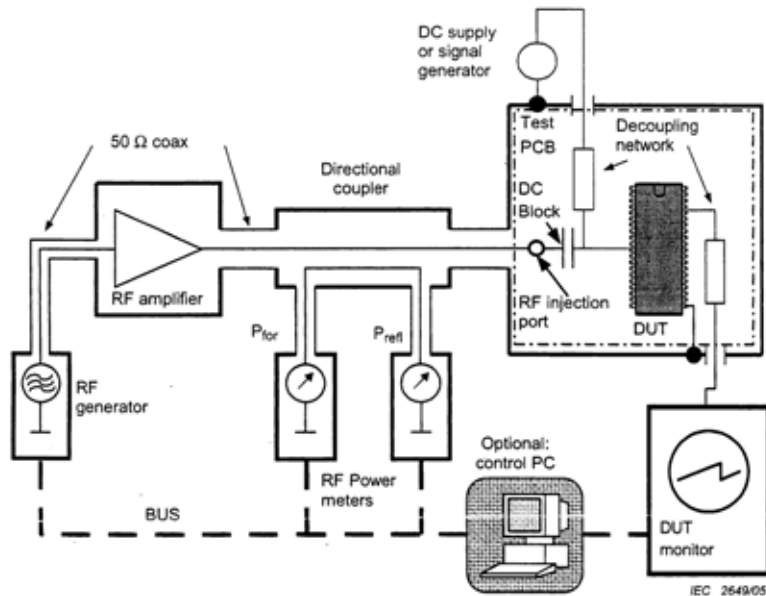 DC supply
or signal
generator
50 Ω coax
Directional
coupler
Test
PCB
Decoupling
network
DC
Block
RF amplifier
RF injection
port
DUT
Pfor
Prefl
RF
generator
RF Power
meters
Optional:
control PC
BUS
DUT
monitor
IEC 2649/05